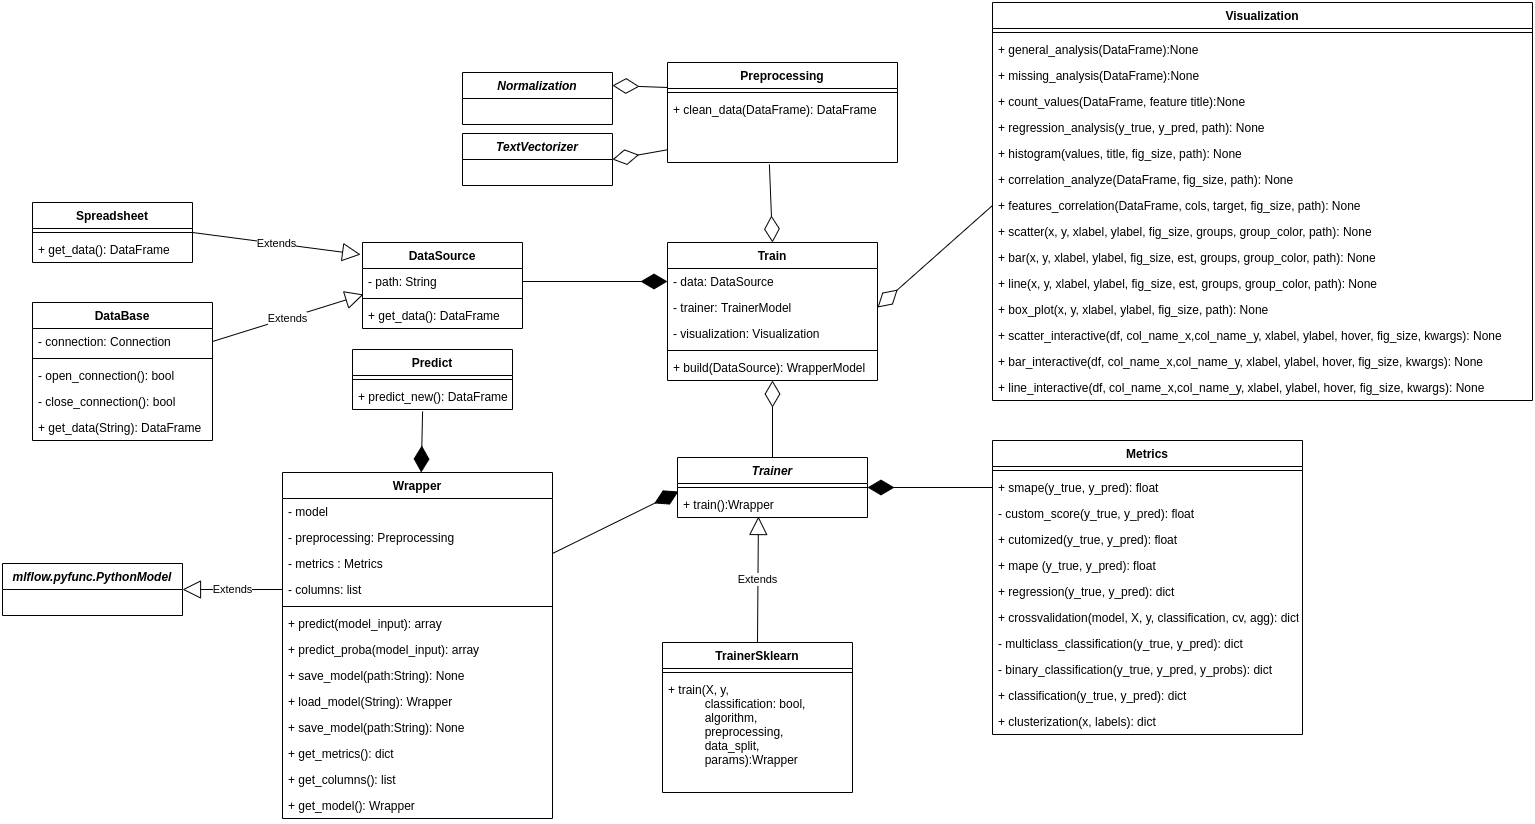 Visualization
+ general_analysis(DataFrame):None
+ missing_analysis(DataFrame):None
+ count_values(DataFrame, feature title):None
+ regression_analysis(y_true, y_pred, path): None
+ histogram(values, title, fig_size, path): None
+ correlation_analyze(DataFrame, fig_size, path): None
+ features_correlation(DataFrame, cols, target, fig_size, path): None
+ scatter(x, y, xlabel, ylabel, fig_size, groups, group_color, path): None
+ bar(x, y, xlabel, ylabel, fig_size, est, groups, group_color, path): None
+ line(x, y, xlabel, ylabel, fig_size, est, groups, group_color, path): None
+ box_plot(x, y, xlabel, ylabel, fig_size, path): None
+ scatter_interactive(df, col_name_x,col_name_y, xlabel, ylabel, hover, fig_size, kwargs): None
+ bar_interactive(df, col_name_x,col_name_y, xlabel, ylabel, hover, fig_size, kwargs): None
+ line_interactive(df, col_name_x,col_name_y, xlabel, ylabel, hover, fig_size, kwargs): None
Preprocessing
+ clean_data(DataFrame): DataFrame
Normalization
TextVectorizer
Spreadsheet
+ get_data(): DataFrame
Extends
DataSource
- path: String
+ get_data(): DataFrame
Train
- data: DataSource
- trainer: TrainerModel
- visualization: Visualization
+ build(DataSource): WrapperModel
DataBase
- connection: Connection
- open_connection(): bool
- close_connection(): bool
+ get_data(String): DataFrame
Extends
Predict
+ predict_new(): DataFrame
Wrapper
- model
- preprocessing: Preprocessing
- metrics : Metrics
- columns: list
+ predict(model_input): array
+ predict_proba(model_input): array
+ save_model(path:String): None
+ load_model(String): Wrapper
+ save_model(path:String): None
+ get_metrics(): dict
+ get_columns(): list
+ get_model(): Wrapper
mlflow.pyfunc.PythonModel
Extends
Trainer
+ train():Wrapper
Extends
TrainerSklearn
+ train(X, y,
classification: bool,
algorithm,
preprocessing,
data_split,
params):Wrapper
Metrics
+ smape(y_true, y_pred): float
- custom_score(y_true, y_pred): float
+ cutomized(y_true, y_pred): float
+ mape (y_true, y_pred): float
+ regression(y_true, y_pred): dict
+ crossvalidation(model, X, y, classification, cv, agg): dict
- multiclass_classification(y_true, y_pred): dict
- binary_classification(y_true, y_pred, y_probs): dict
+ classification(y_true, y_pred): dict
+ clusterization(x, labels): dict